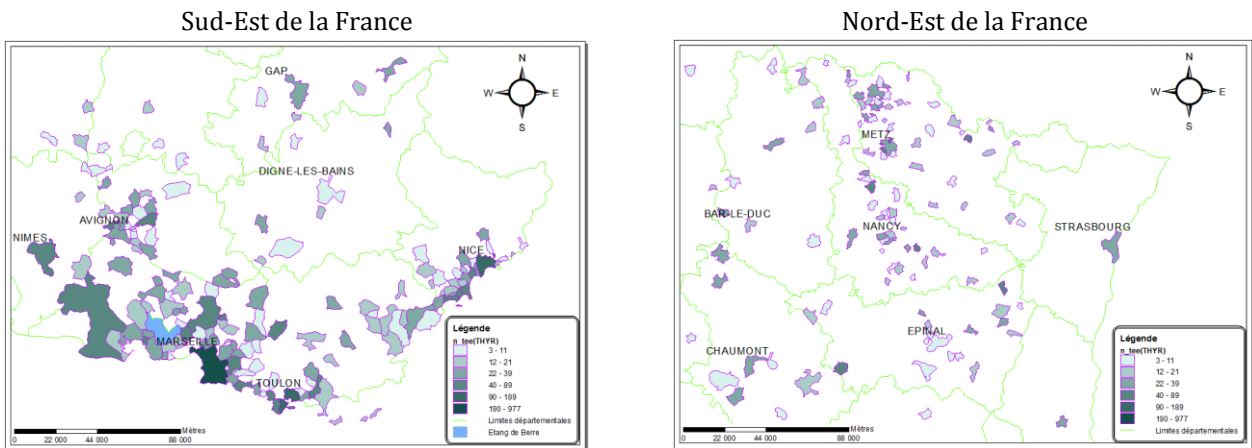 Sud-Est de la France
N
W
E
S
GAP
DIGNE-LES-BAINS
AVIGNON
NIMES
NICE
MARSEILLE
TOULON
Légende
n_tee(THYR)
3 - 11
12 - 21
22 - 39
40 - 89
90 - 189
190 - 977
Limites départementales
Etang de Berre
Mètres
0 22 000 44 000 88 000
Nord-Est de la France
N
W
E
S
METZ
BAR-LE-DUC
NANCY
STRASBOURG
EPINAL
CHAUMONT
Légende
n_tee(THYR)
3 - 11
12 - 21
22 - 39
40 - 89
90 - 189
190 - 977
Limites départementales
Mètres
0 22 000 44 000 88 000